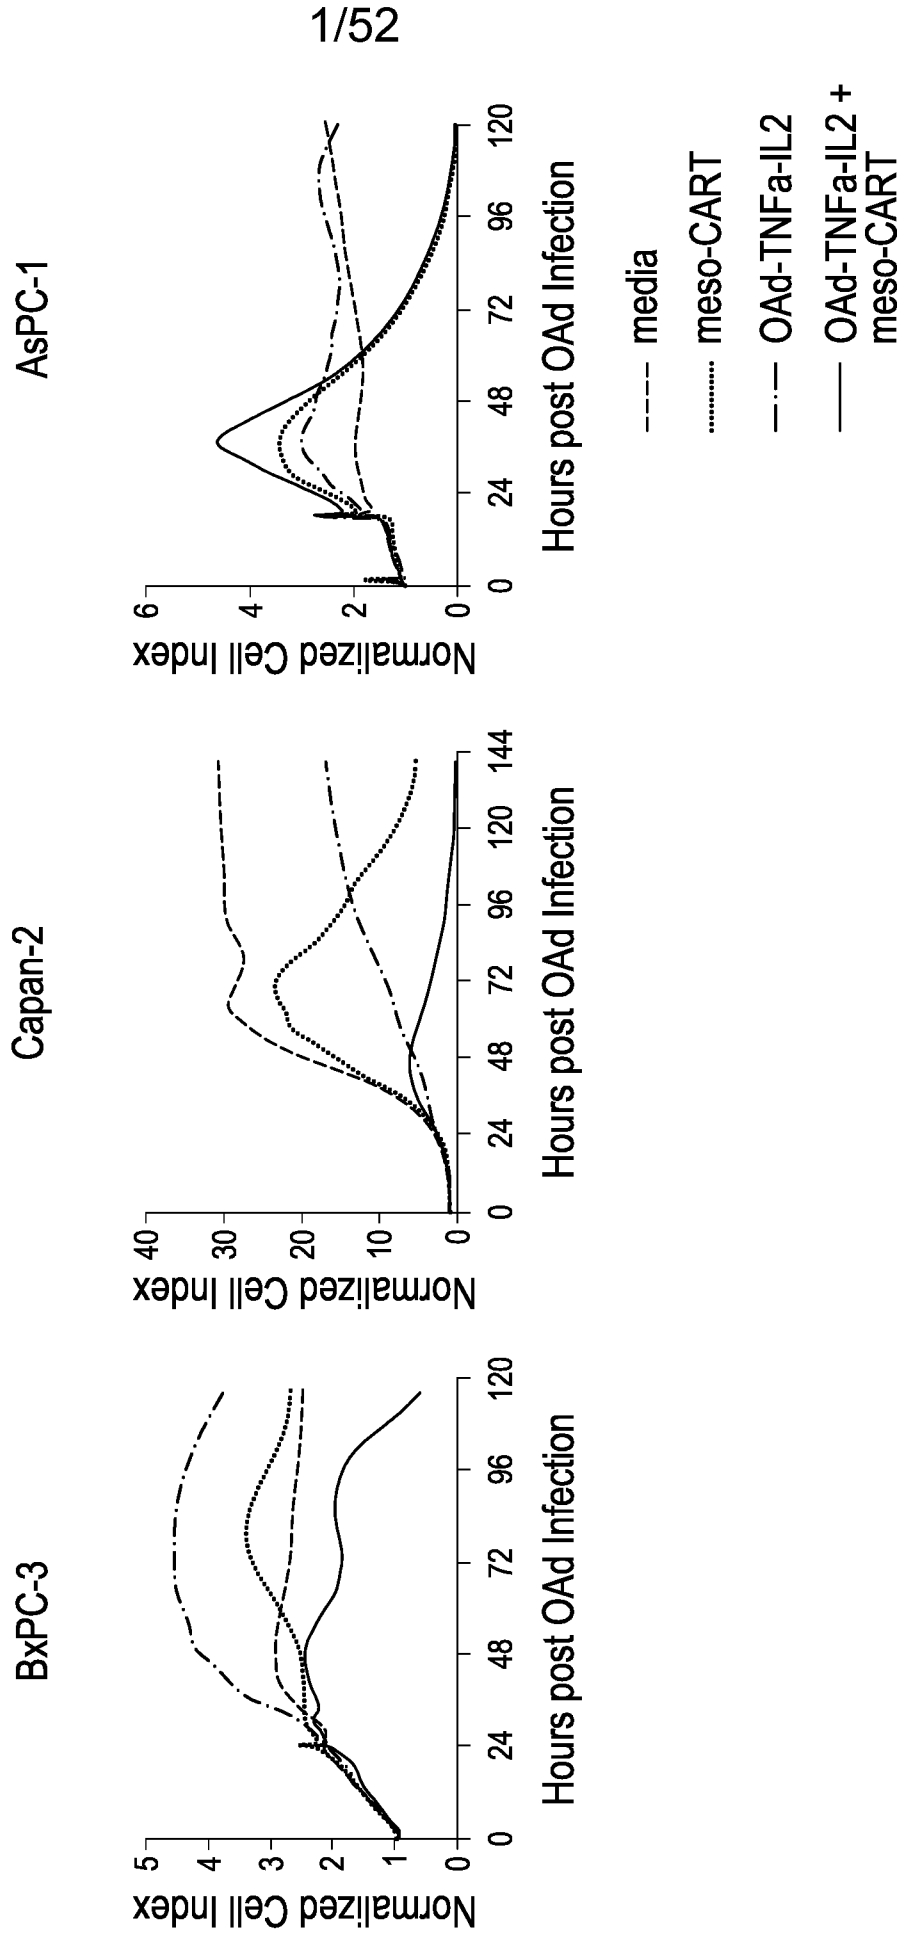 1/52
BxPC-3
Normalized Cell Index
5
4
3
2
1
0
0 24 48 72 96 120
Hours post OAd Infection
Capan-2
Normalized Cell Index
40
30
20
10
0
0 24 48 72 96 120 144
Hours post OAd Infection
AsPC-1
Normalized Cell Index
6
4
2
0
0 24 48 72 96 120
Hours post OAd Infection
media
meso-CART
OAd-TNFa-IL2
OAd-TNFa-IL2 +
meso-CART